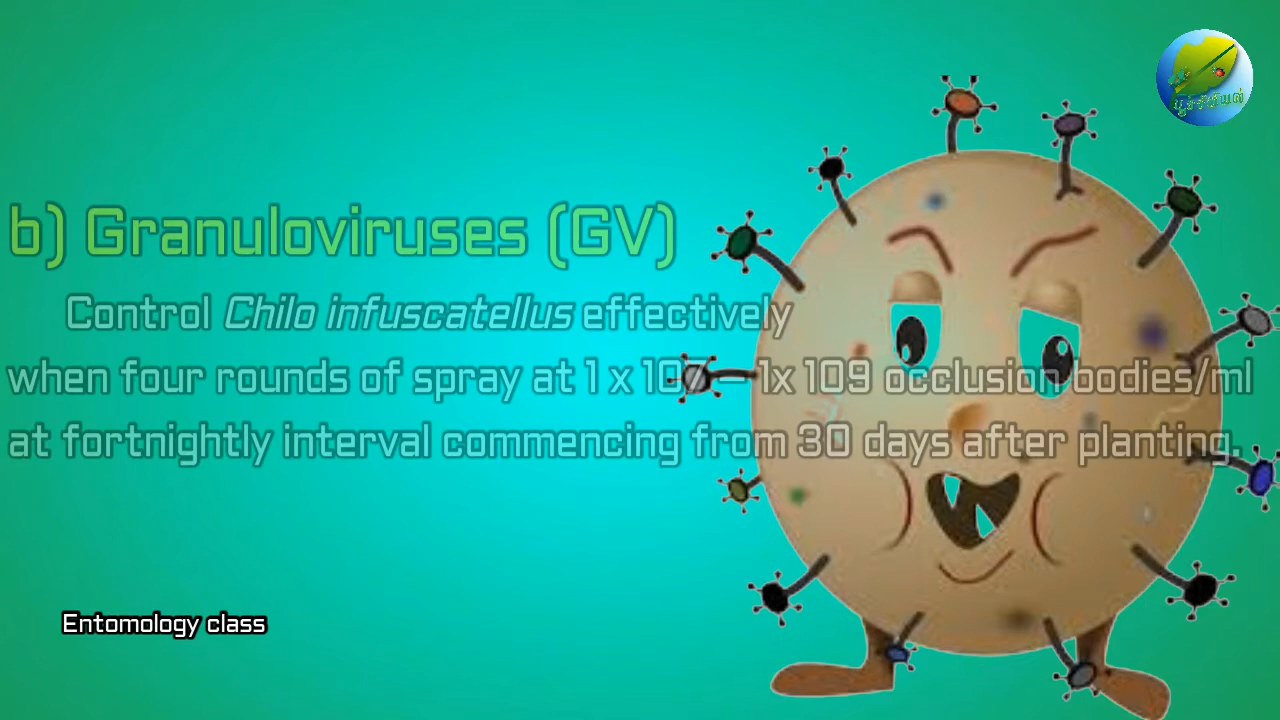 b) Granuloviruses (GV)
Control Chilo infuscatellus effectively
when four rounds of spray at 1 x 107 – 1x 109 occlusion bodies/ml
at fortnightly interval commencing from 30 days after planting.
Entomology class